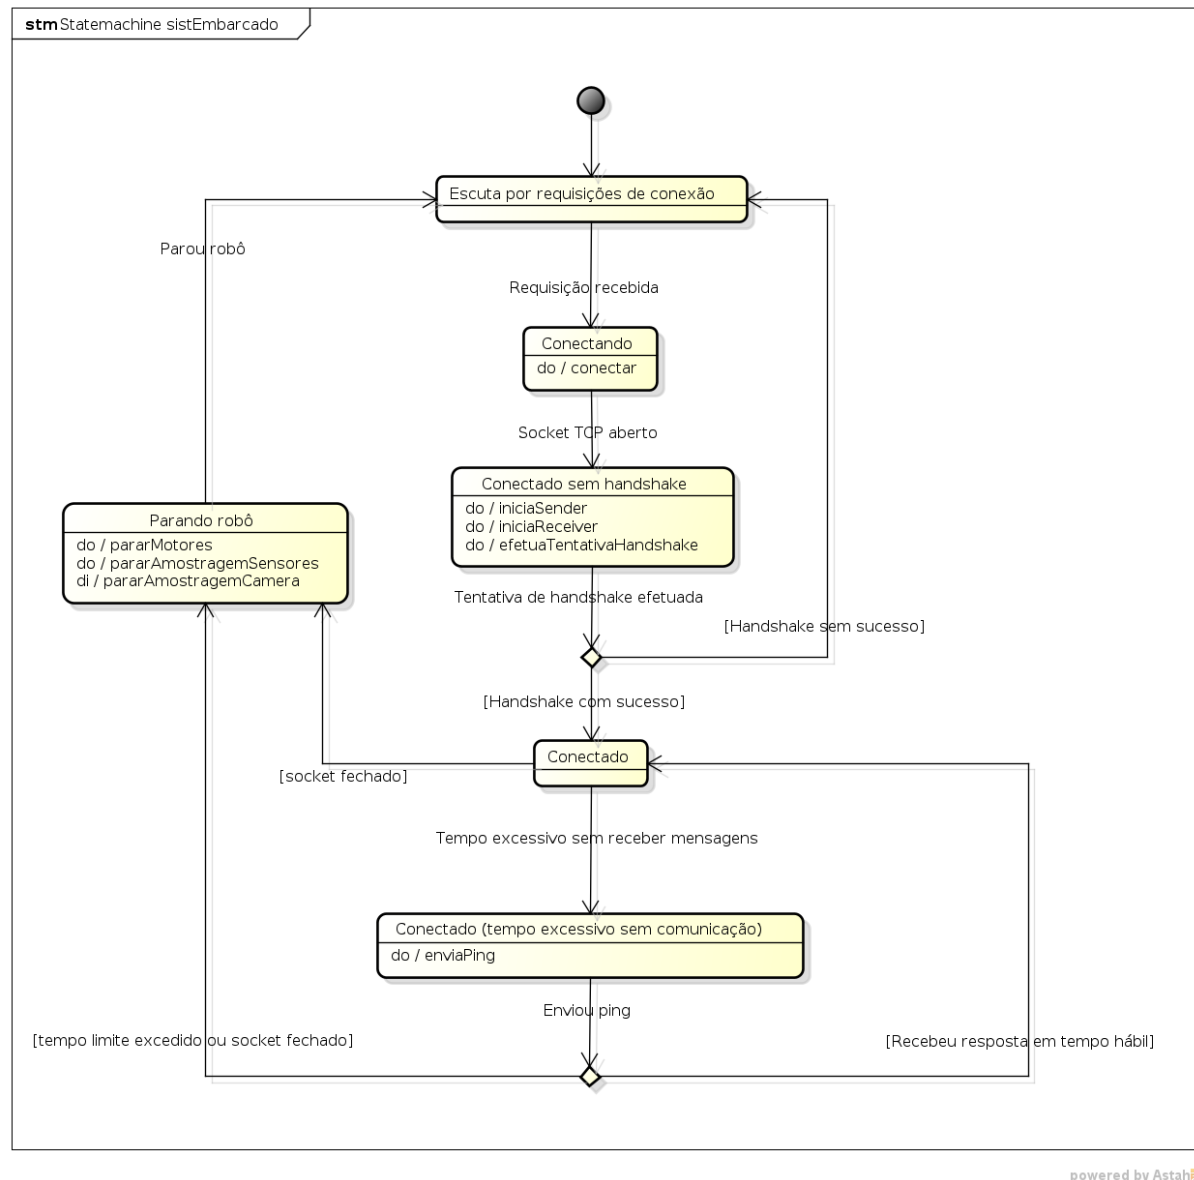 stm Statemachine sistEmbarcado
Escuta por requisições de conexão
Parou robô
Requisição recebida
Conectando
do / conectar
Socket TCP aberto
Conectado sem handshake
do / iniciaSender
do / iniciaReceiver
do / efetuaTentativaHandshake
Parando robô
do / pararMotores
do / pararAmostragemSensores
di / pararAmostragemCamera
Tentativa de handshake efetuada
[Handshake sem sucesso]
[Handshake com sucesso]
Conectado
[socket fechado]
Tempo excessivo sem receber mensagens
Conectado (tempo excessivo sem comunicação)
do / enviaPing
Enviou ping
[tempo limite excedido ou socket fechado]
[Recebeu resposta em tempo hábil]
powered by Astah